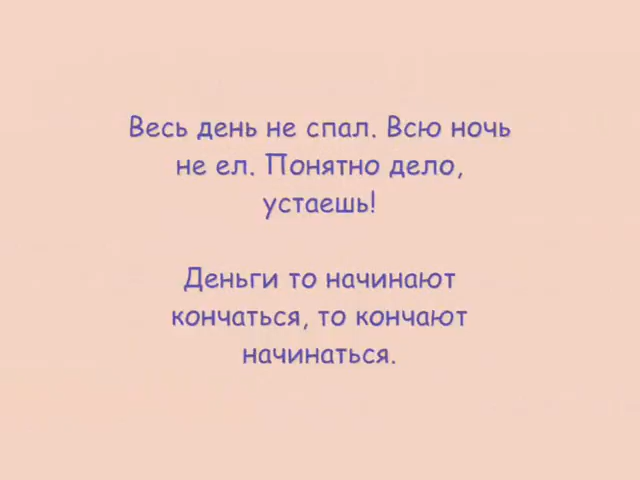 Весь день не спал. Всю ночь
не ел. Понятно дело,
устаешь!
Деньги то начинают
кончаться, то кончают
начинаться.